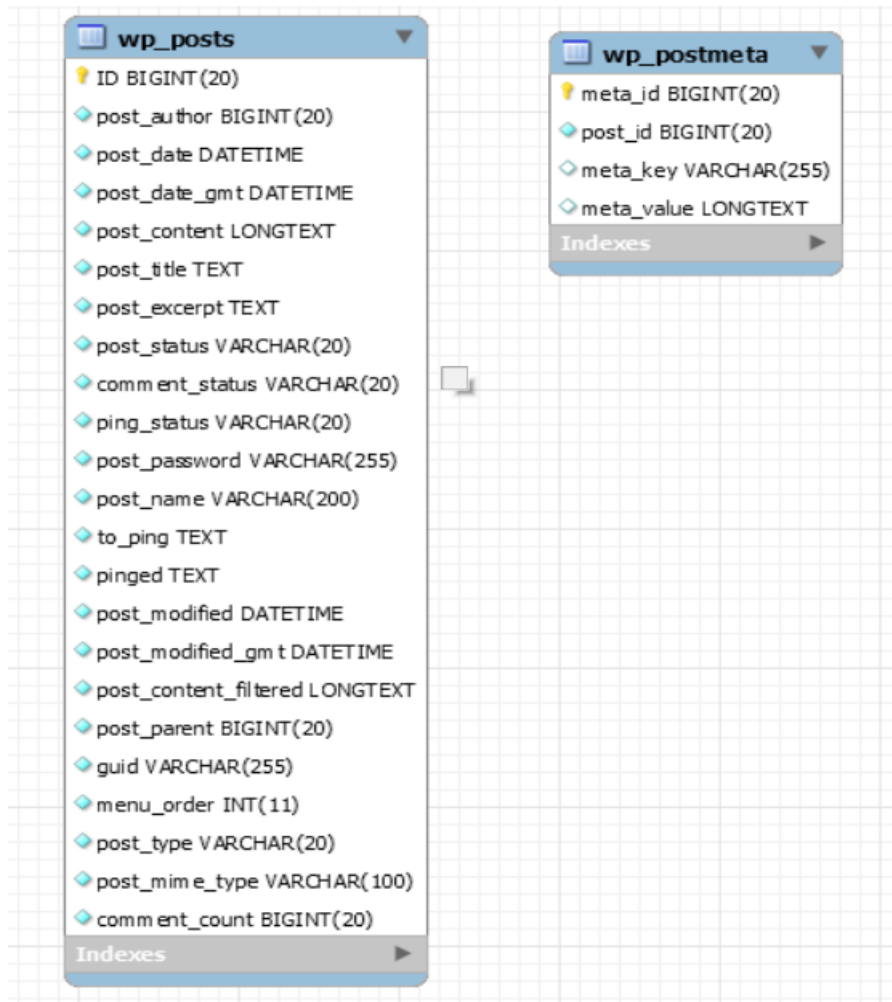 wp_posts
ID BIGINT(20)
post_author BIGINT(20)
post_date DATETIME
post_date_gmt DATETIME
post_content LONGTEXT
post_title TEXT
post_excerpt TEXT
post_status VARCHAR(20)
comment_status VARCHAR(20)
ping_status VARCHAR(20)
post_password VARCHAR(255)
post_name VARCHAR(200)
to_ping TEXT
pinged TEXT
post_modified DATETIME
post_modified_gmt DATETIME
post_content_filtered LONGTEXT
post_parent BIGINT(20)
guid VARCHAR(255)
menu_order INT(11)
post_type VARCHAR(20)
post_mime_type VARCHAR(100)
comment_count BIGINT(20)
Indexes
wp_postmeta
meta_id BIGINT(20)
post_id BIGINT(20)
meta_key VARCHAR(255)
meta_value LONGTEXT
Indexes